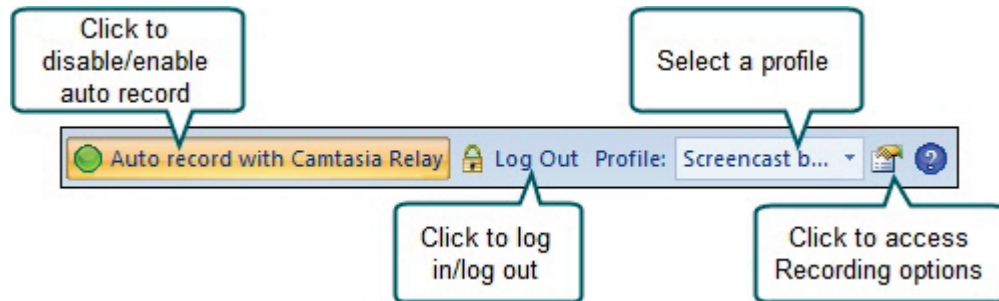 Click to
disable/enable
auto record
Select a profile
Auto record with Camtasia Relay Log Out Profile: Screencast b... ?
Click to log
in/log out
Click to access
Recording options